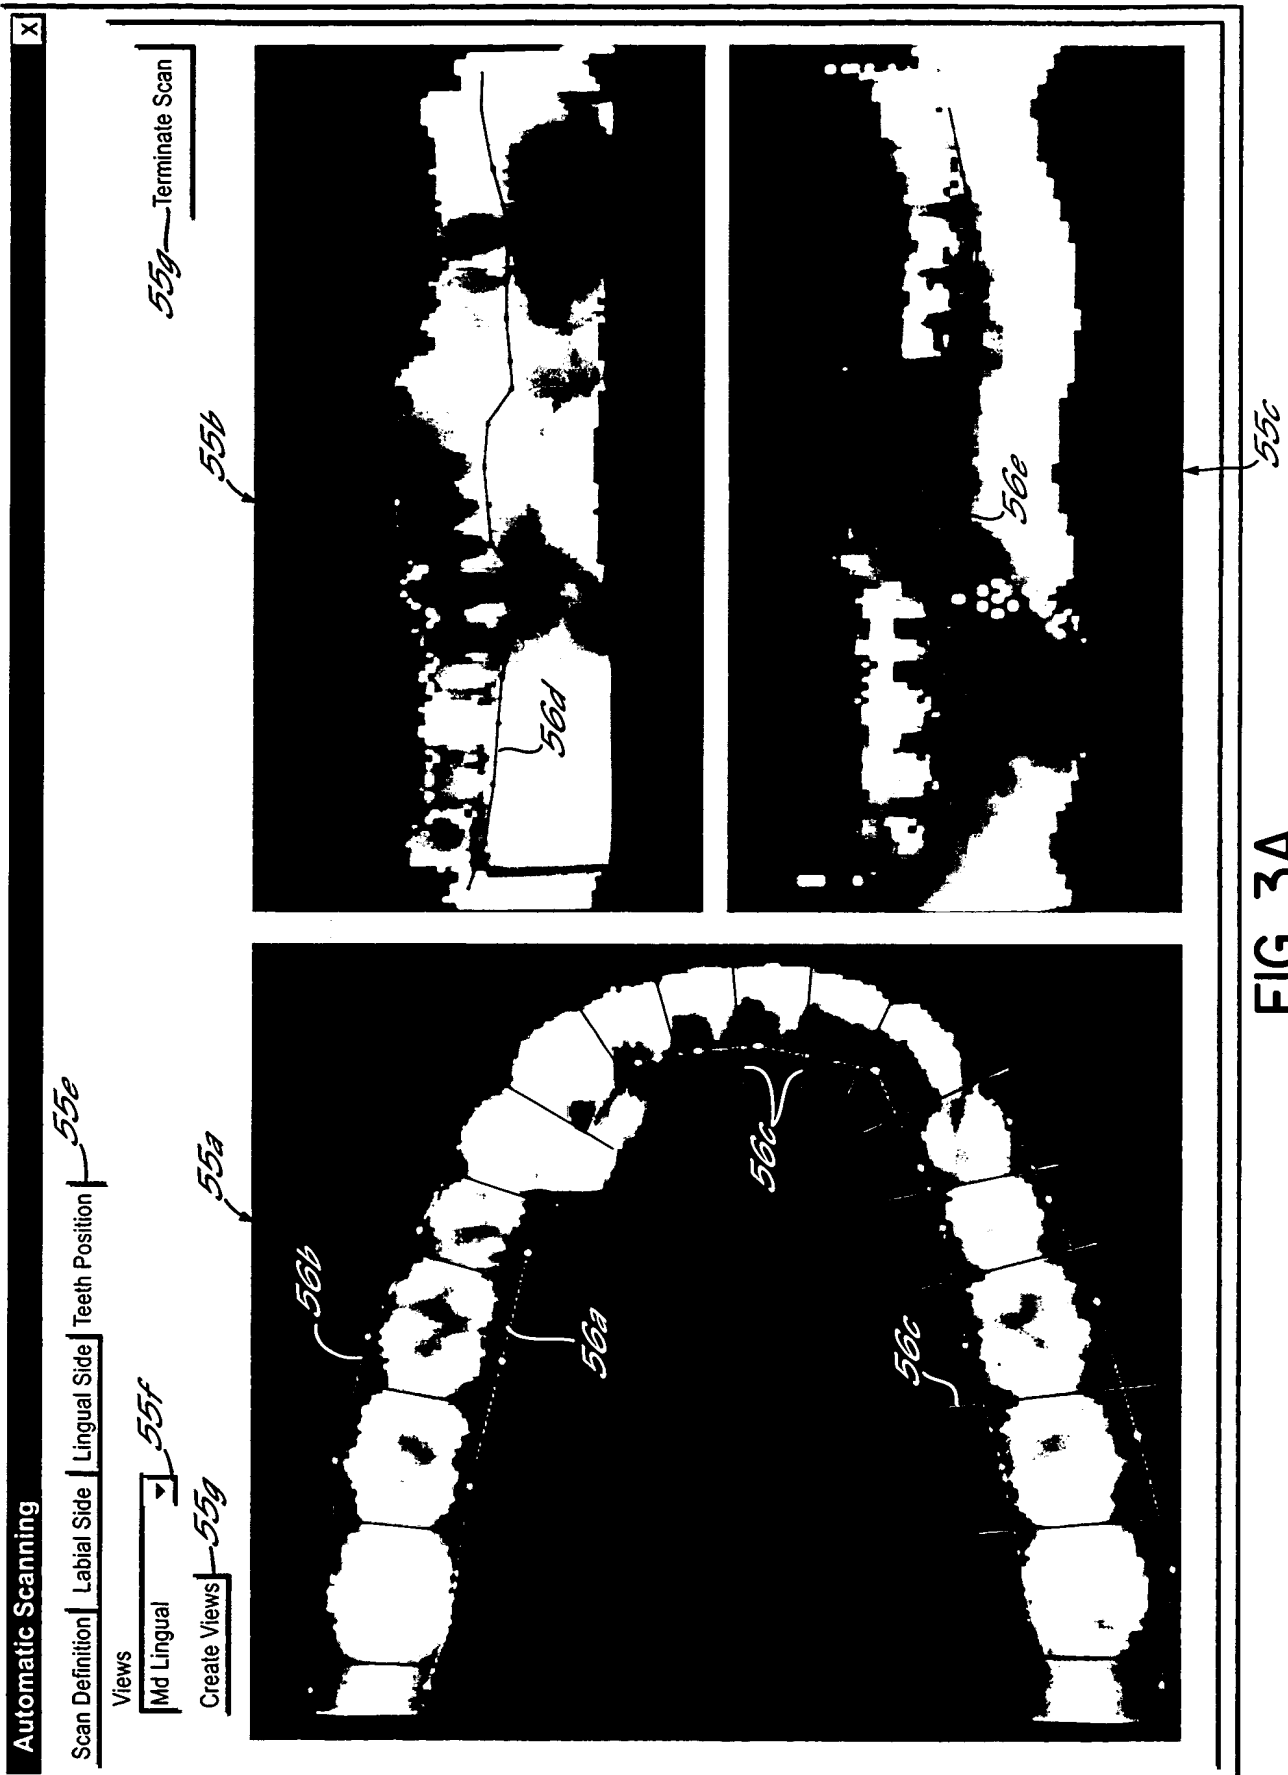 Automatic Scanning X
Scan Definition Labial Side Lingual Side Teeth Position 55e
Views
Md Lingual 55f
Create Views 55g
55g Terminate Scan
55a
55b
56b
56a
56c
56c
56d
56e
55c
FIG. 3A